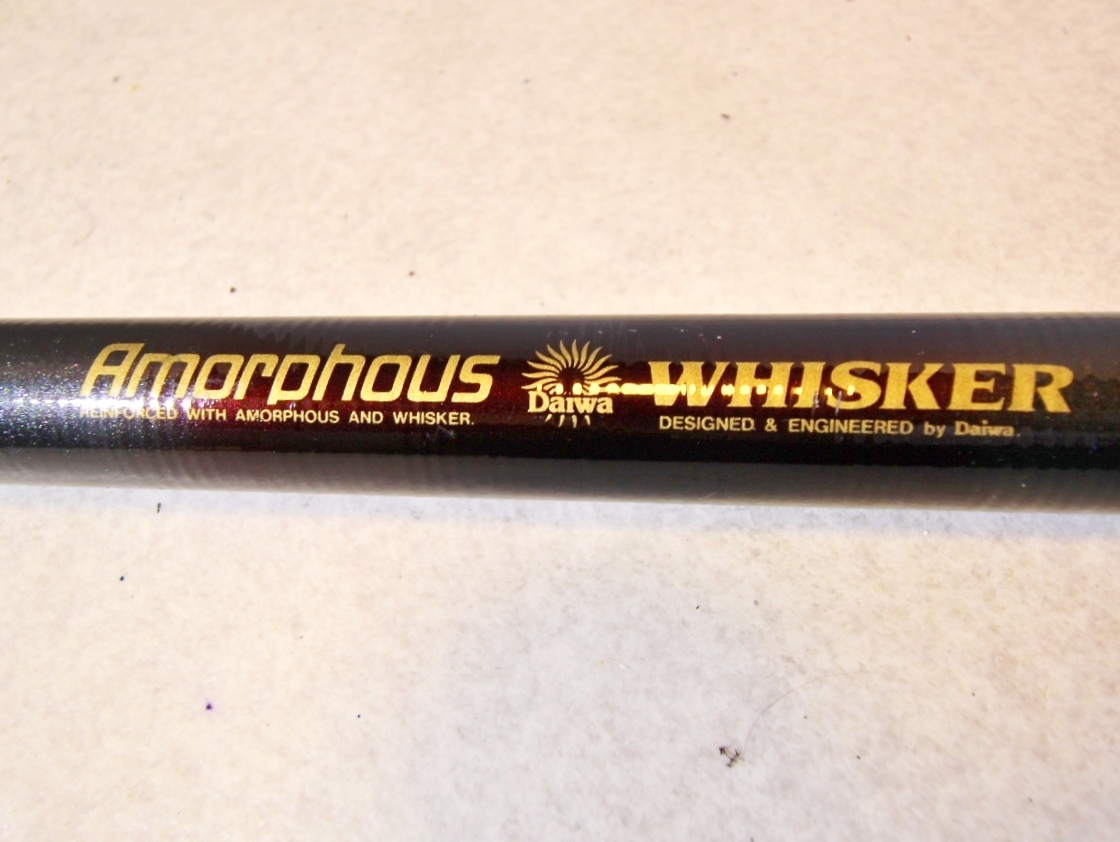 Amorphous
REINFORCED WITH AMORPHOUS AND WHISKER.
Daiwa
WHISKER
DESIGNED & ENGINEERED by Daiwa.